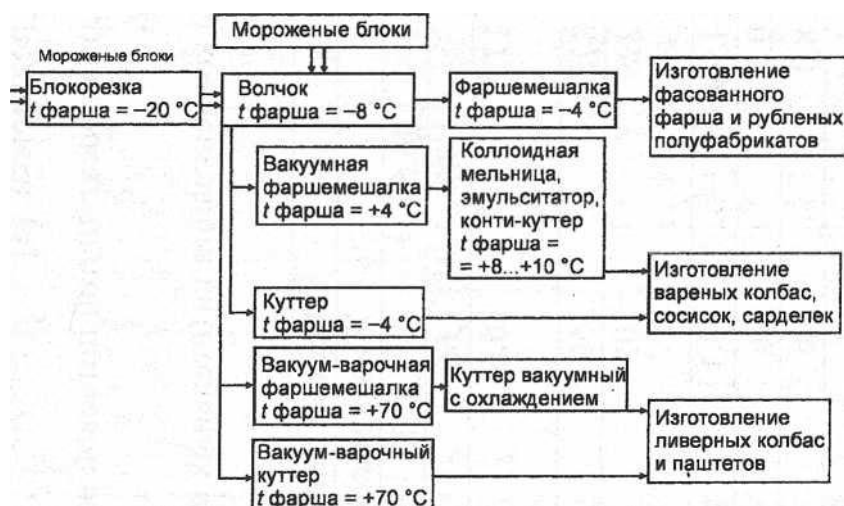 Мороженые блоки
Мороженые блоки
Блокорезка
t фарша = –20 °C
Волчок
t фарша = –8 °C
Фаршемешалка
t фарша = –4 °C
Изготовление
фасованного
фарша и рубленых
полуфабрикатов
Вакуумная
фаршемешалка
t фарша = +4 °C
Коллоидная
мельница,
эмульситатор,
конти-куттер
t фарша =
= +8...+10 °C
Куттер
t фарша = –4 °C
Изготовление
вареных колбас,
сосисок, сарделек
Вакуум-варочная
фаршемешалка
t фарша = +70 °C
Куттер вакуумный
с охлаждением
Изготовление
ливерных колбас
и паштетов
Вакуум-варочный
куттер
t фарша = +70 °C